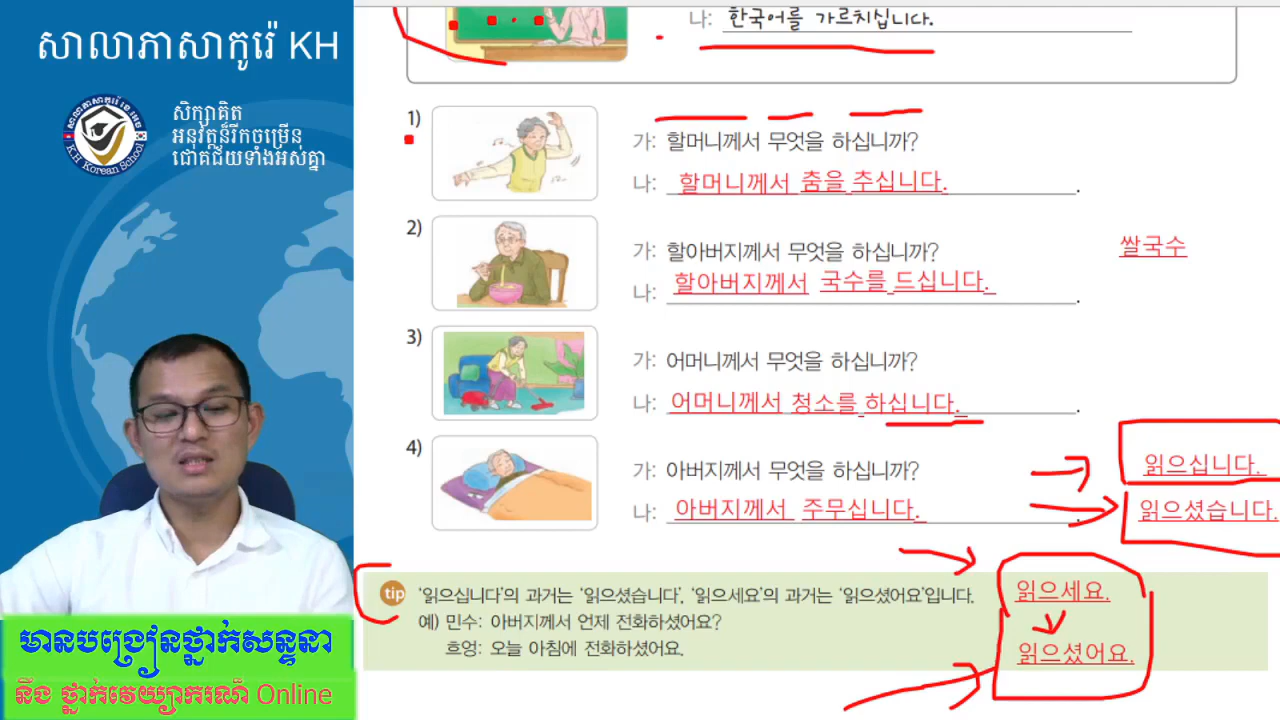 សាលាភាសាកូរ៉េ KH
សិក្សាគិត
អនុវត្តន៍រីកចម្រើន
ជោគជ័យទាំងអស់គ្នា
K.H Korean School
មានបង្រៀនថ្នាក់សន្ទនា
និង ថ្នាក់វេយ្យាករណ៍ Online
나: 한국어를 가르치십니다.
1)
가: 할머니께서 무엇을 하십니까?
나: 할머니께서 춤을 추십니다.
2)
가: 할아버지께서 무엇을 하십니까?
쌀국수
나: 할아버지께서 국수를 드십니다.
3)
가: 어머니께서 무엇을 하십니까?
나: 어머니께서 청소를 하십니다.
4)
가: 아버지께서 무엇을 하십니까?
읽으십니다.
나: 아버지께서 주무십니다.
읽으셨습니다.
tip '읽으십니다'의 과거는 '읽으셨습니다', '읽으세요'의 과거는 '읽으셨어요'입니다.
예) 민수: 아버지께서 언제 전화하셨어요?
흐엉: 오늘 아침에 전화하셨어요.
읽으세요.
읽으셨어요.